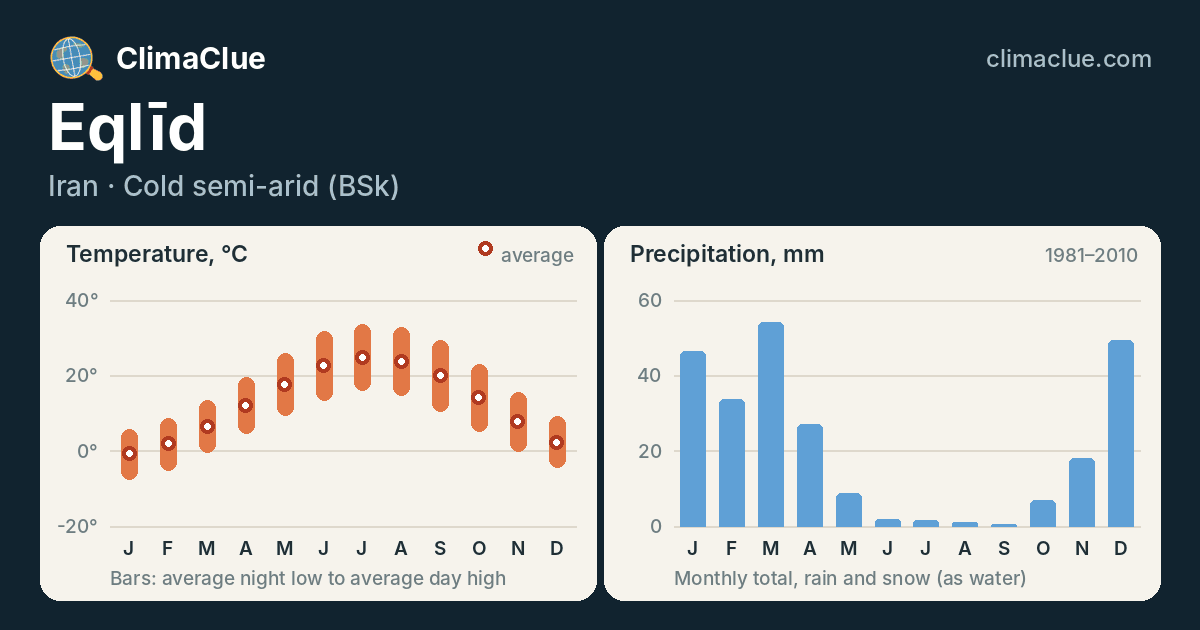 ClimaClue
climaclue.com
Eqlīd
Iran · Cold semi-arid (BSk)
Temperature, °C
average
40°
20°
0°
-20°
J F M A M J J A S O N D
Bars: average night low to average day high
Precipitation, mm
1981–2010
60
40
20
0
J F M A M J J A S O N D
Monthly total, rain and snow (as water)